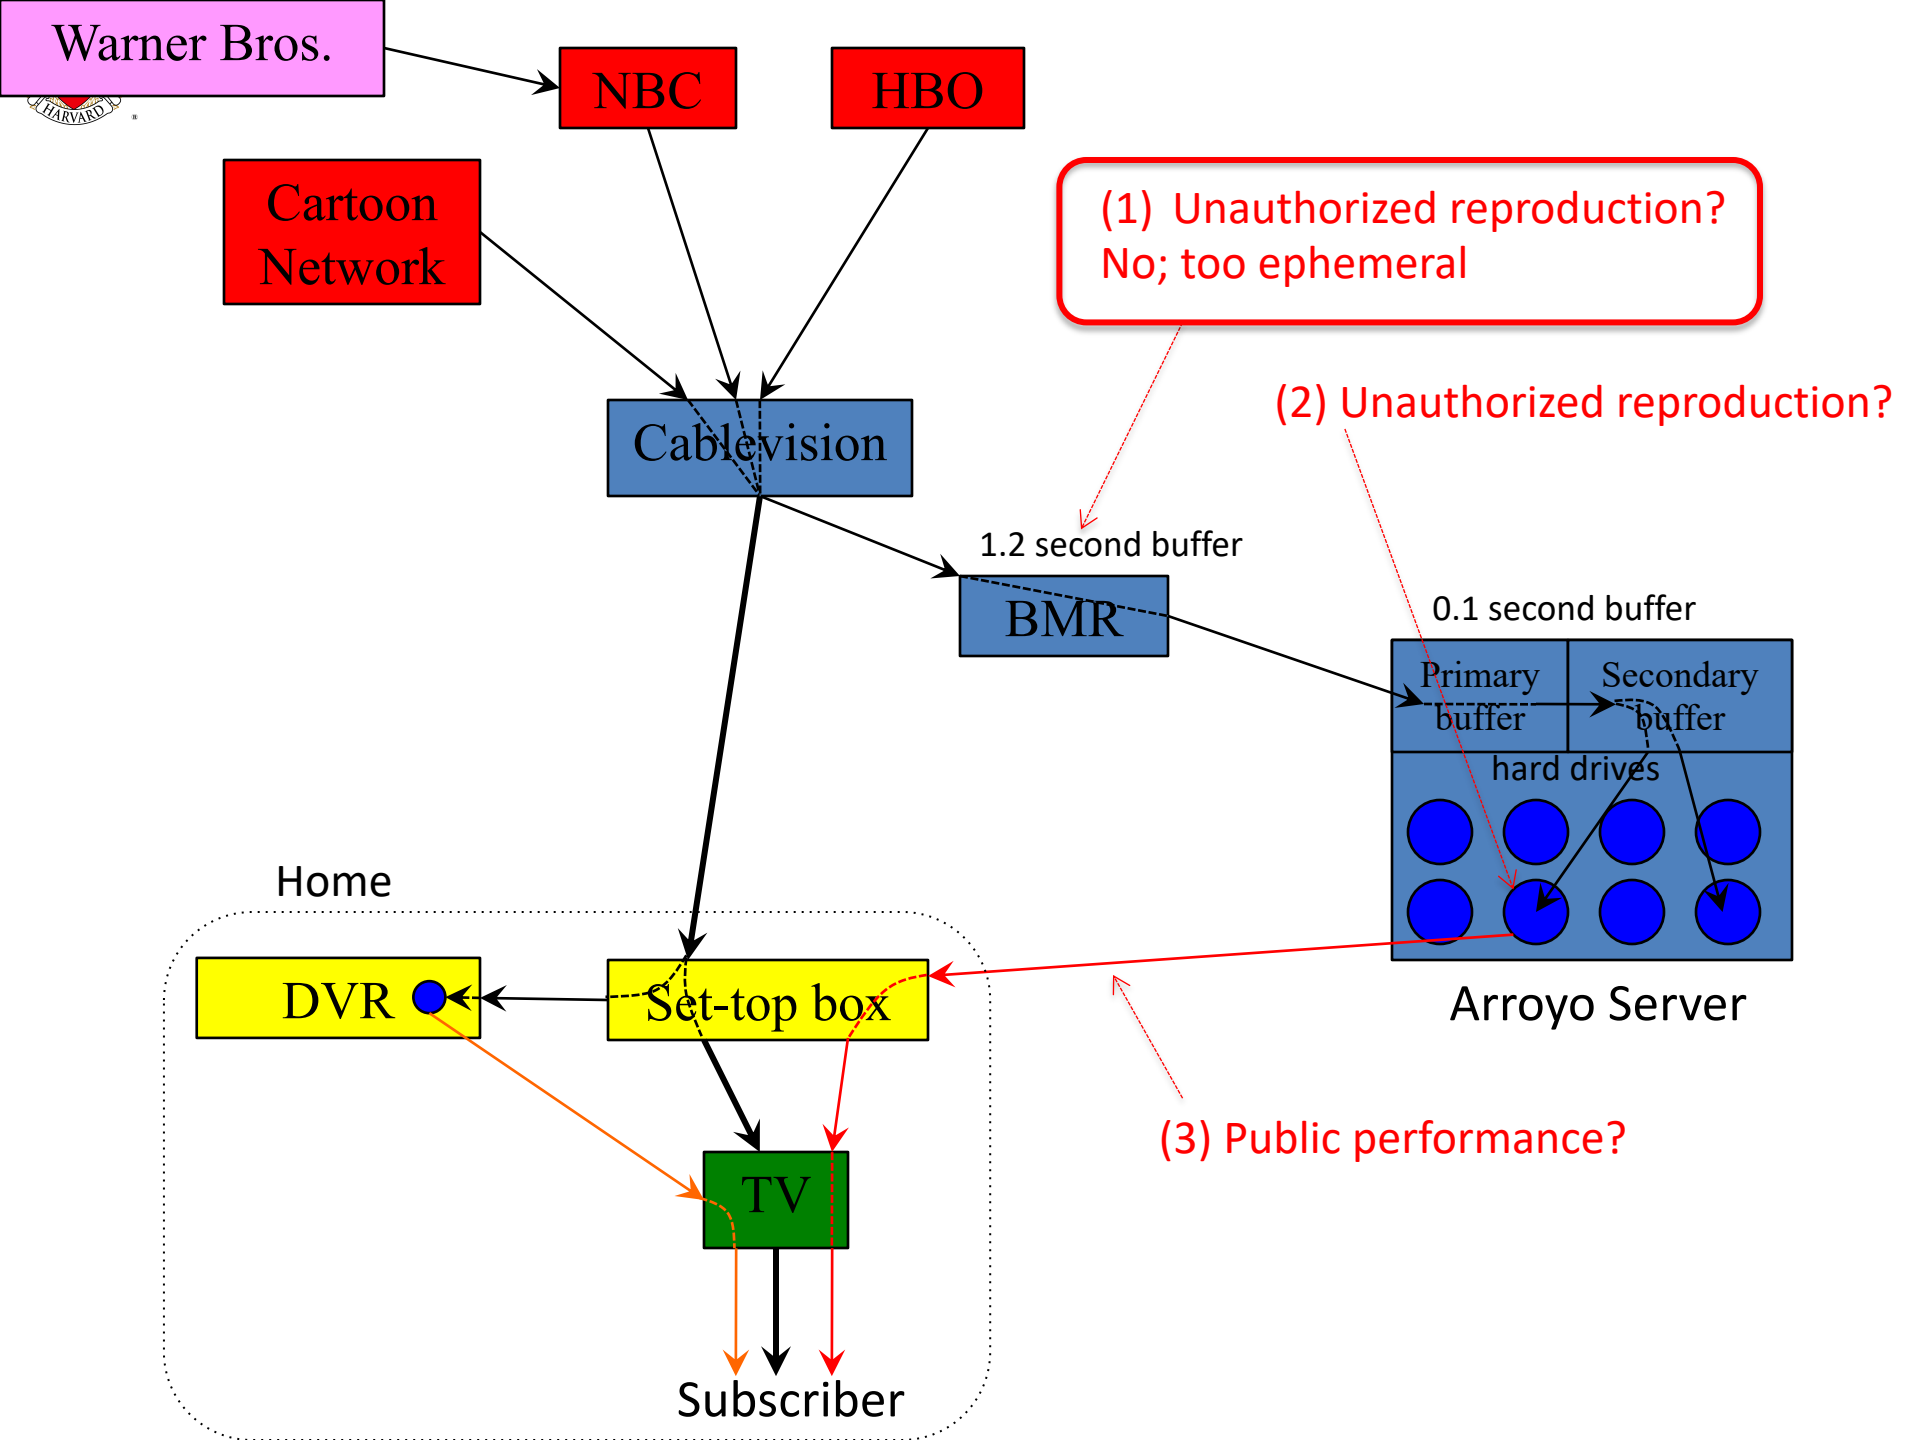 Warner Bros.
HARVARD
®
NBC
HBO
Cartoon
Network
(1) Unauthorized reproduction?
No; too ephemeral
(2) Unauthorized reproduction?
Cablevision
1.2 second buffer
BMR
0.1 second buffer
Primary
buffer
Secondary
buffer
hard drives
Home
DVR
Set-top box
Arroyo Server
(3) Public performance?
TV
Subscriber